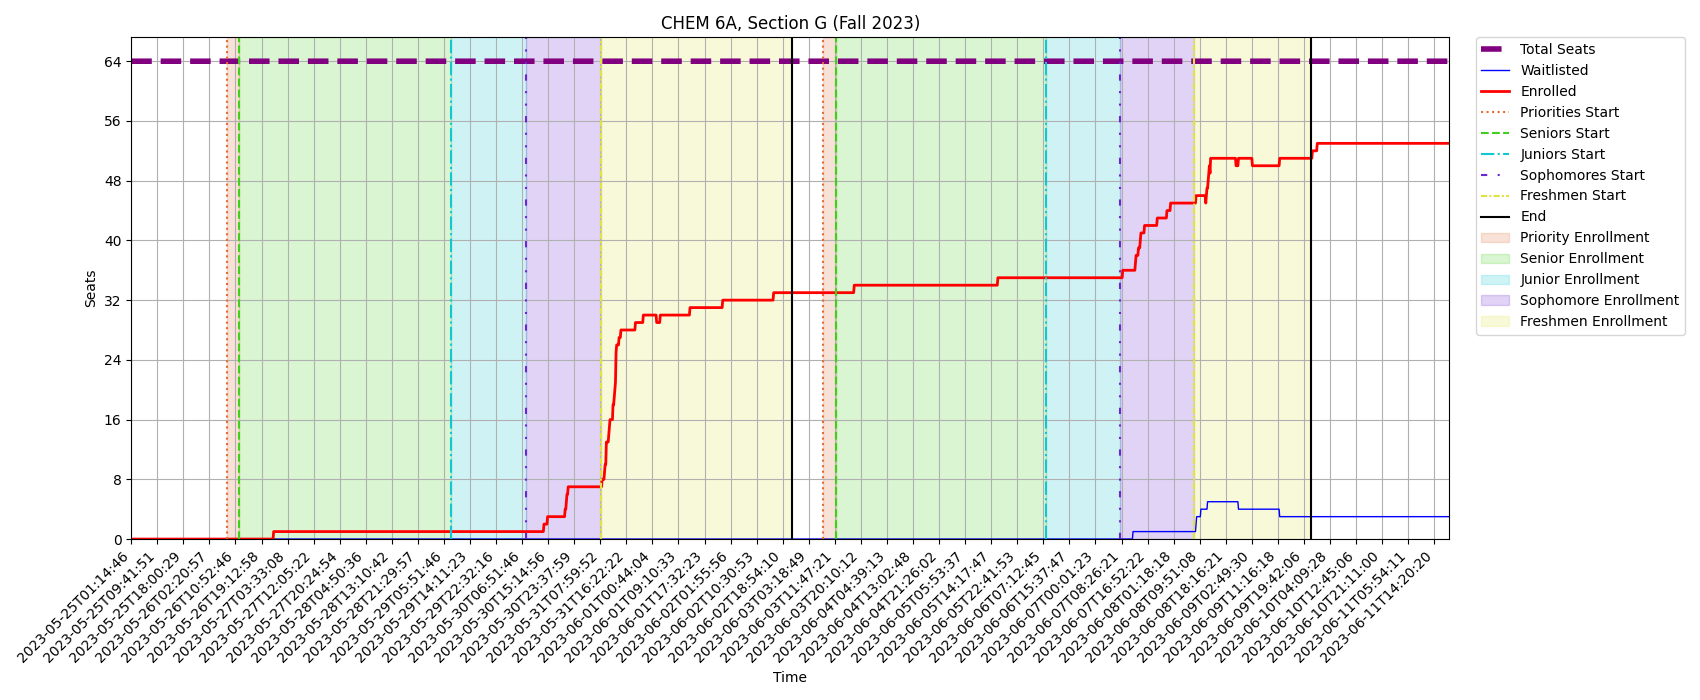 CHEM 6A, Section G (Fall 2023)
Seats
64
56
48
40
32
24
16
8
0
2023-05-25T01:14:46
2023-05-25T09:41:51
2023-05-25T18:00:29
2023-05-26T02:20:57
2023-05-26T10:52:46
2023-05-26T19:12:58
2023-05-27T03:33:08
2023-05-27T12:05:22
2023-05-27T20:24:54
2023-05-28T04:50:36
2023-05-28T13:10:42
2023-05-28T21:29:57
2023-05-29T05:51:46
2023-05-29T14:11:23
2023-05-29T22:32:16
2023-05-30T06:51:46
2023-05-30T15:14:56
2023-05-30T23:37:59
2023-05-31T07:59:52
2023-05-31T16:22:22
2023-06-01T00:44:04
2023-06-01T09:10:33
2023-06-01T17:32:23
2023-06-02T01:55:56
2023-06-02T10:30:53
2023-06-02T18:54:10
2023-06-03T03:18:49
2023-06-03T11:47:21
2023-06-03T20:10:12
2023-06-04T04:39:13
2023-06-04T13:02:48
2023-06-04T21:26:02
2023-06-05T05:53:37
2023-06-05T14:17:47
2023-06-05T22:41:53
2023-06-06T07:12:45
2023-06-06T15:37:47
2023-06-07T00:01:23
2023-06-07T08:26:21
2023-06-07T16:52:22
2023-06-08T01:18:18
2023-06-08T09:51:08
2023-06-08T18:16:21
2023-06-09T02:49:30
2023-06-09T11:16:18
2023-06-09T19:42:06
2023-06-10T04:09:28
2023-06-10T12:45:06
2023-06-10T21:11:00
2023-06-11T05:54:11
2023-06-11T14:20:20
Time
Total Seats
Waitlisted
Enrolled
Priorities Start
Seniors Start
Juniors Start
Sophomores Start
Freshmen Start
End
Priority Enrollment
Senior Enrollment
Junior Enrollment
Sophomore Enrollment
Freshmen Enrollment